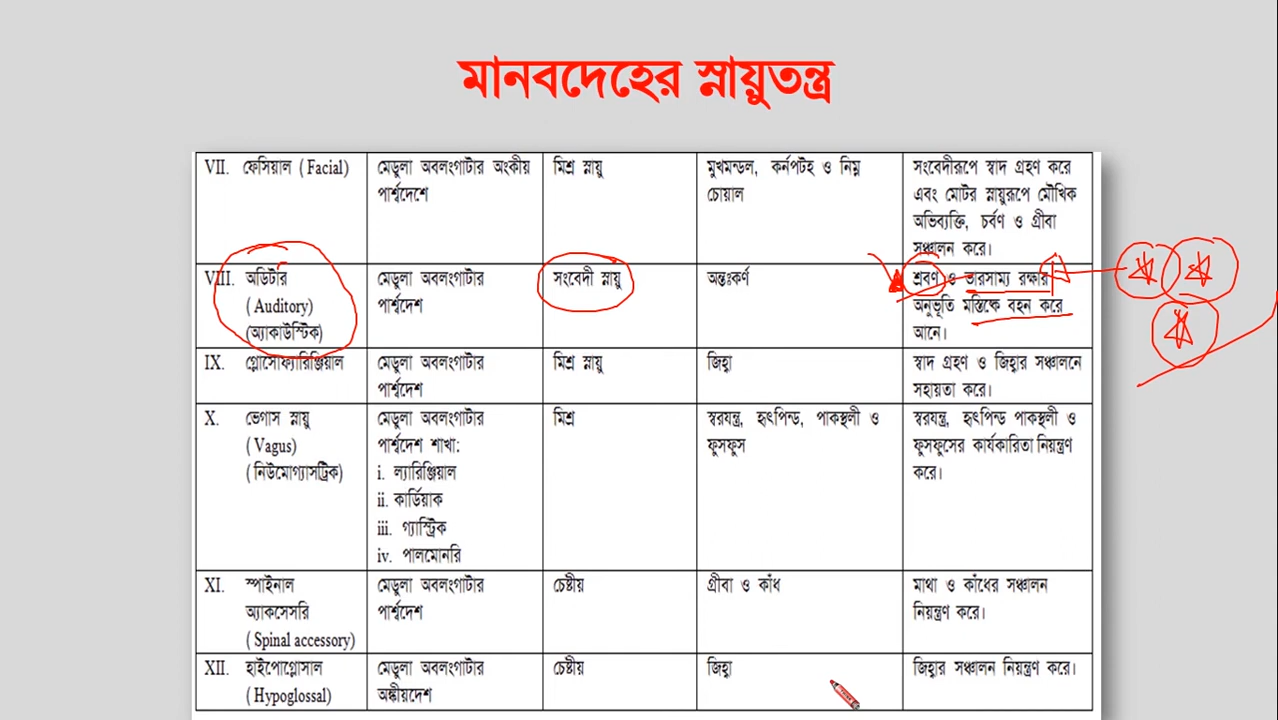 মানবদেহের স্নায়ুতন্ত্র
VII. ফেসিয়াল ( Facial)
মেডুলা অবলংগাটার অংকীয়
পার্শ্বদেশে
মিশ্র স্নায়ু
মুখমন্ডল, কর্নপটহ ও নিম্ন
চোয়াল
সংবেদীরূপে স্বাদ গ্রহণ করে
এবং মোটর স্নায়ুরূপে মৌখিক
অভিব্যক্তি, চর্বণ ও গ্রীবা
সঞ্চালন করে।
VIII. অডিটরি
( Auditory)
(অ্যাকাউস্টিক)
মেডুলা অবলংগাটার
পার্শ্বদেশ
সংবেদী স্নায়ু
অন্তঃকর্ণ
শ্রবণ ও ভারসাম্য রক্ষার
অনুভূতি মস্তিষ্কে বহন করে
আনে।
IX. গ্লোসোফ্যারিঞ্জিয়াল
মেডুলা অবলংগাটার
পার্শ্বদেশ
মিশ্র স্নায়ু
জিহ্বা
স্বাদ গ্রহণ ও জিহ্বার সঞ্চালনে
সহায়তা করে।
X. ভেগাস স্নায়ু
( Vagus)
( নিউমোগ্যাসট্রিক)
মেডুলা অবলংগাটার
পার্শ্বদেশ শাখা:
i. ল্যারিঞ্জিয়াল
ii. কার্ডিয়াক
iii. গ্যাস্ট্রিক
iv. পালমোনরি
মিশ্র
স্বরযন্ত্র, হৃৎপিন্ড, পাকস্থলী ও
ফুসফুস
স্বরযন্ত্র, হৃৎপিন্ড পাকস্থলী ও
ফুসফুসের কার্যকারিতা নিয়ন্ত্রণ
করে।
XI. স্পাইনাল
অ্যাকসেসরি
( Spinal accessory)
মেডুলা অবলংগাটার
পার্শ্বদেশ
চেষ্টীয়
গ্রীবা ও কাঁধ
মাথা ও কাঁধের সঞ্চালন
নিয়ন্ত্রণ করে।
XII. হাইপোগ্লোসাল
( Hypoglossal)
মেডুলা অবলংগাটার
অঙ্কীয়দেশ
চেষ্টীয়
জিহ্বা
জিহ্বার সঞ্চালন নিয়ন্ত্রণ করে।